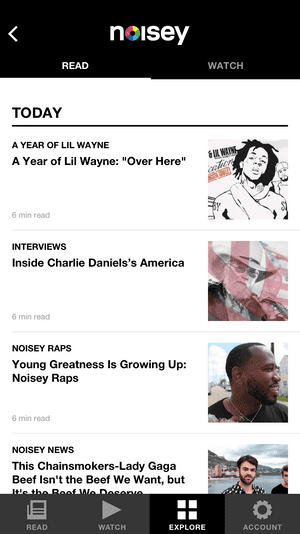 noisey
READ
WATCH
TODAY
A YEAR OF LIL WAYNE
A Year of Lil Wayne: "Over Here"
6 min read
INTERVIEWS
Inside Charlie Daniels's America
6 min read
NOISEY RAPS
Young Greatness Is Growing Up:
Noisey Raps
6 min read
NOISEY NEWS
This Chainsmokers-Lady Gaga
Beef Isn't the Beef We Want, but
It's the Beef We Deserve
READ
WATCH
EXPLORE
ACCOUNT